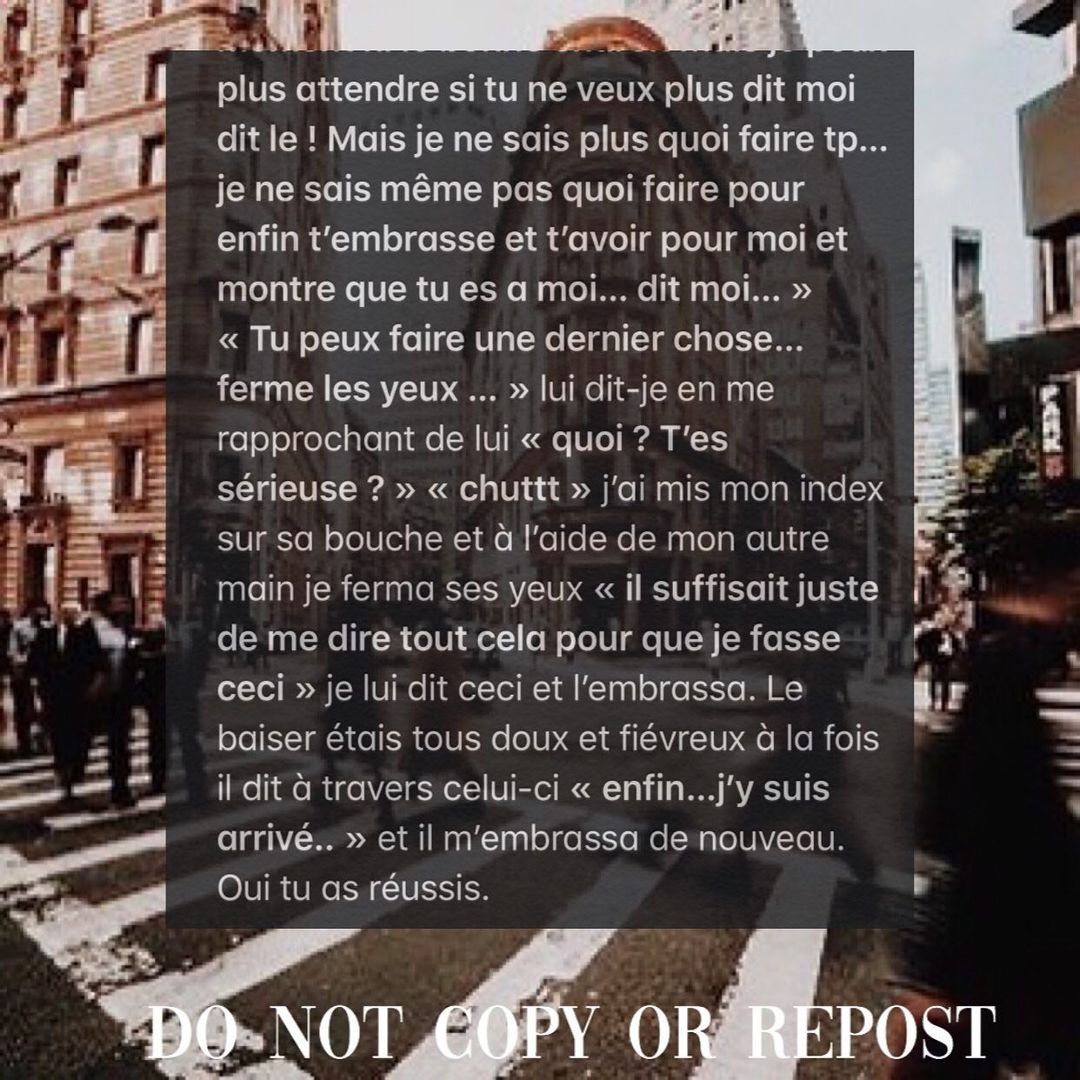 plus attendre si tu ne veux plus dit moi
dit le ! Mais je ne sais plus quoi faire tp...
je ne sais même pas quoi faire pour
enfin t'embrasse et t'avoir pour moi et
montre que tu es a moi... dit moi... »
« Tu peux faire une dernier chose...
ferme les yeux ... » lui dit-je en me
rapprochant de lui « quoi ? T'es
sérieuse ? » « chuttt » j'ai mis mon index
sur sa bouche et à l'aide de mon autre
main je ferma ses yeux « il suffisait juste
de me dire tout cela pour que je fasse
ceci » je lui dit ceci et l'embrassa. Le
baiser étais tous doux et fiévreux à la fois
il dit à travers celui-ci « enfin...j'y suis
arrivé.. » et il m'embrassa de nouveau.
Oui tu as réussis.
DO NOT COPY OR REPOST